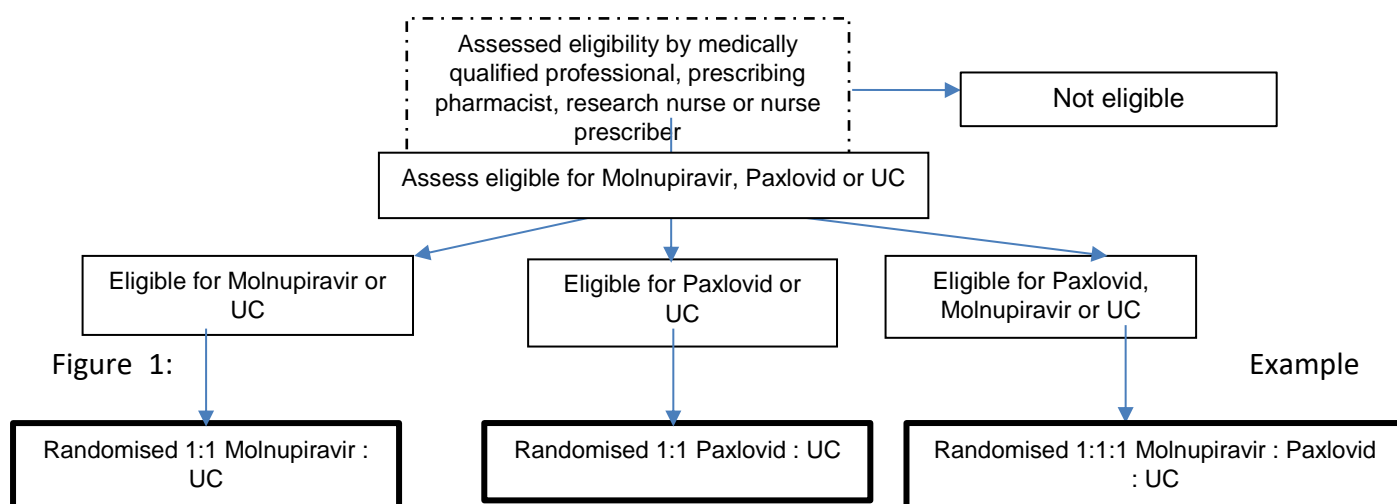 Assessed eligibility by medically
qualified professional, prescribing
pharmacist, research nurse or nurse
prescriber
Not eligible
Assess eligible for Molnupiravir, Paxlovid or UC
Eligible for Molnupiravir or
UC
Eligible for Paxlovid or
UC
Eligible for Paxlovid,
Molnupiravir or UC
Figure 1: Example
Randomised 1:1 Molnupiravir :
UC
Randomised 1:1 Paxlovid : UC
Randomised 1:1:1 Molnupiravir : Paxlovid
: UC